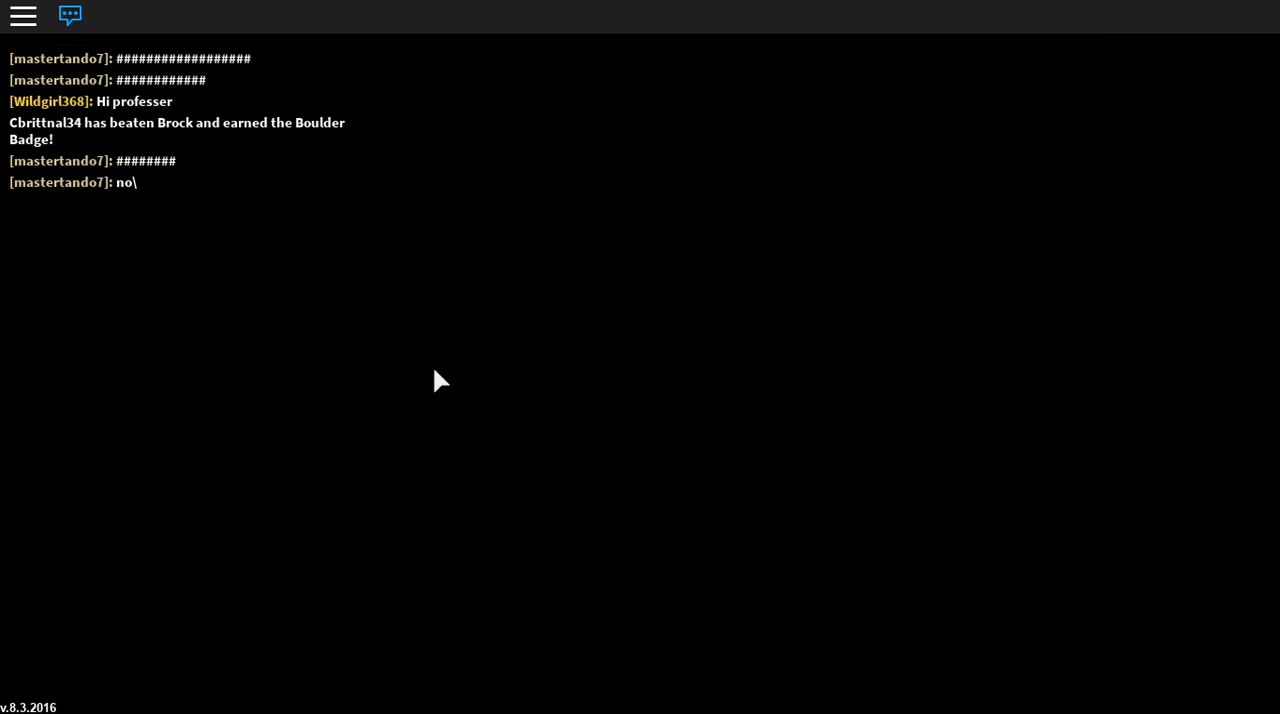 [mastertando7]: ##################
[mastertando7]: ############
[Wildgirl368]: Hi professer
Cbrittnal34 has beaten Brock and earned the Boulder
Badge!
[mastertando7]: ########
[mastertando7]: no\
v.8.3.2016